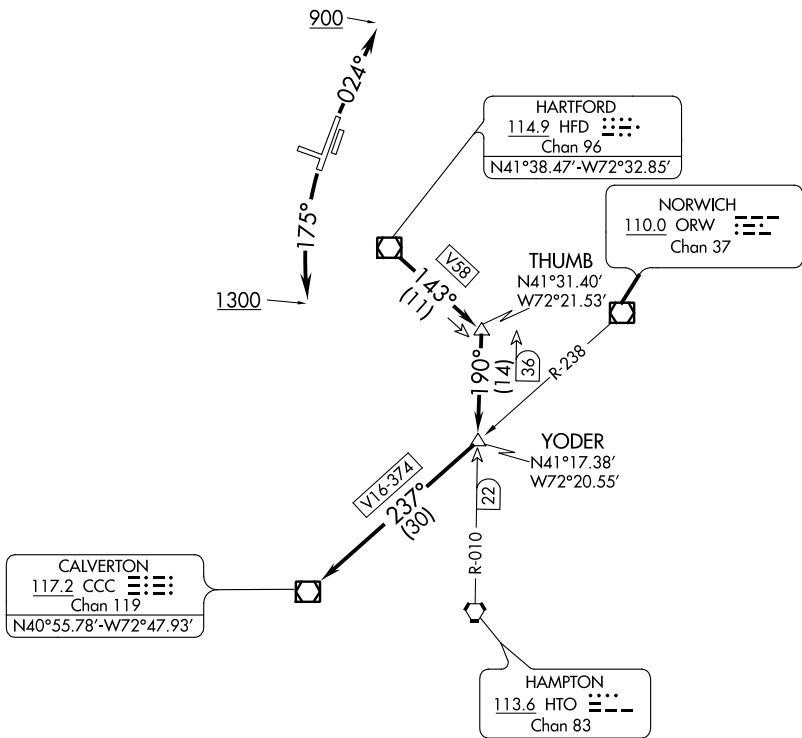 900
024°
175°
1300
HARTFORD
114.9 HFD
Chan 96
N41°38.47'-W72°32.85'
NORWICH
110.0 ORW
Chan 37
V58
143°
(11)
THUMB
N41°31.40'
W72°21.53'
190°
(14)
36
R-238
YODER
N41°17.38'
W72°20.55'
V16-374
237°
(30)
22
R-010
CALVERTON
117.2 CCC
Chan 119
N40°55.78'-W72°47.93'
HAMPTON
113.6 HTO
Chan 83